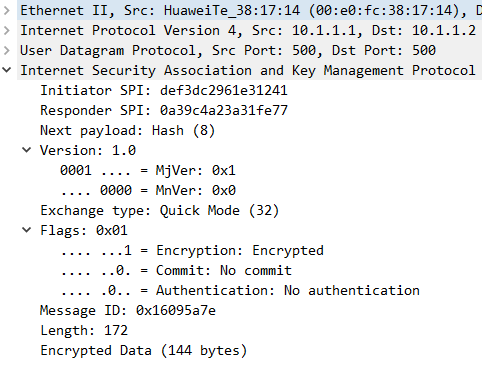 Ethernet II, Src: HuaweiTe_38:17:14 (00:e0:fc:38:17:14), D
Internet Protocol Version 4, Src: 10.1.1.1, Dst: 10.1.1.2
User Datagram Protocol, Src Port: 500, Dst Port: 500
Internet Security Association and Key Management Protocol
Initiator SPI: def3dc2961e31241
Responder SPI: 0a39c4a23a31fe77
Next payload: Hash (8)
Version: 1.0
0001 .... = MjVer: 0x1
.... 0000 = MnVer: 0x0
Exchange type: Quick Mode (32)
Flags: 0x01
.... ...1 = Encryption: Encrypted
.... ..0. = Commit: No commit
.... .0.. = Authentication: No authentication
Message ID: 0x16095a7e
Length: 172
Encrypted Data (144 bytes)